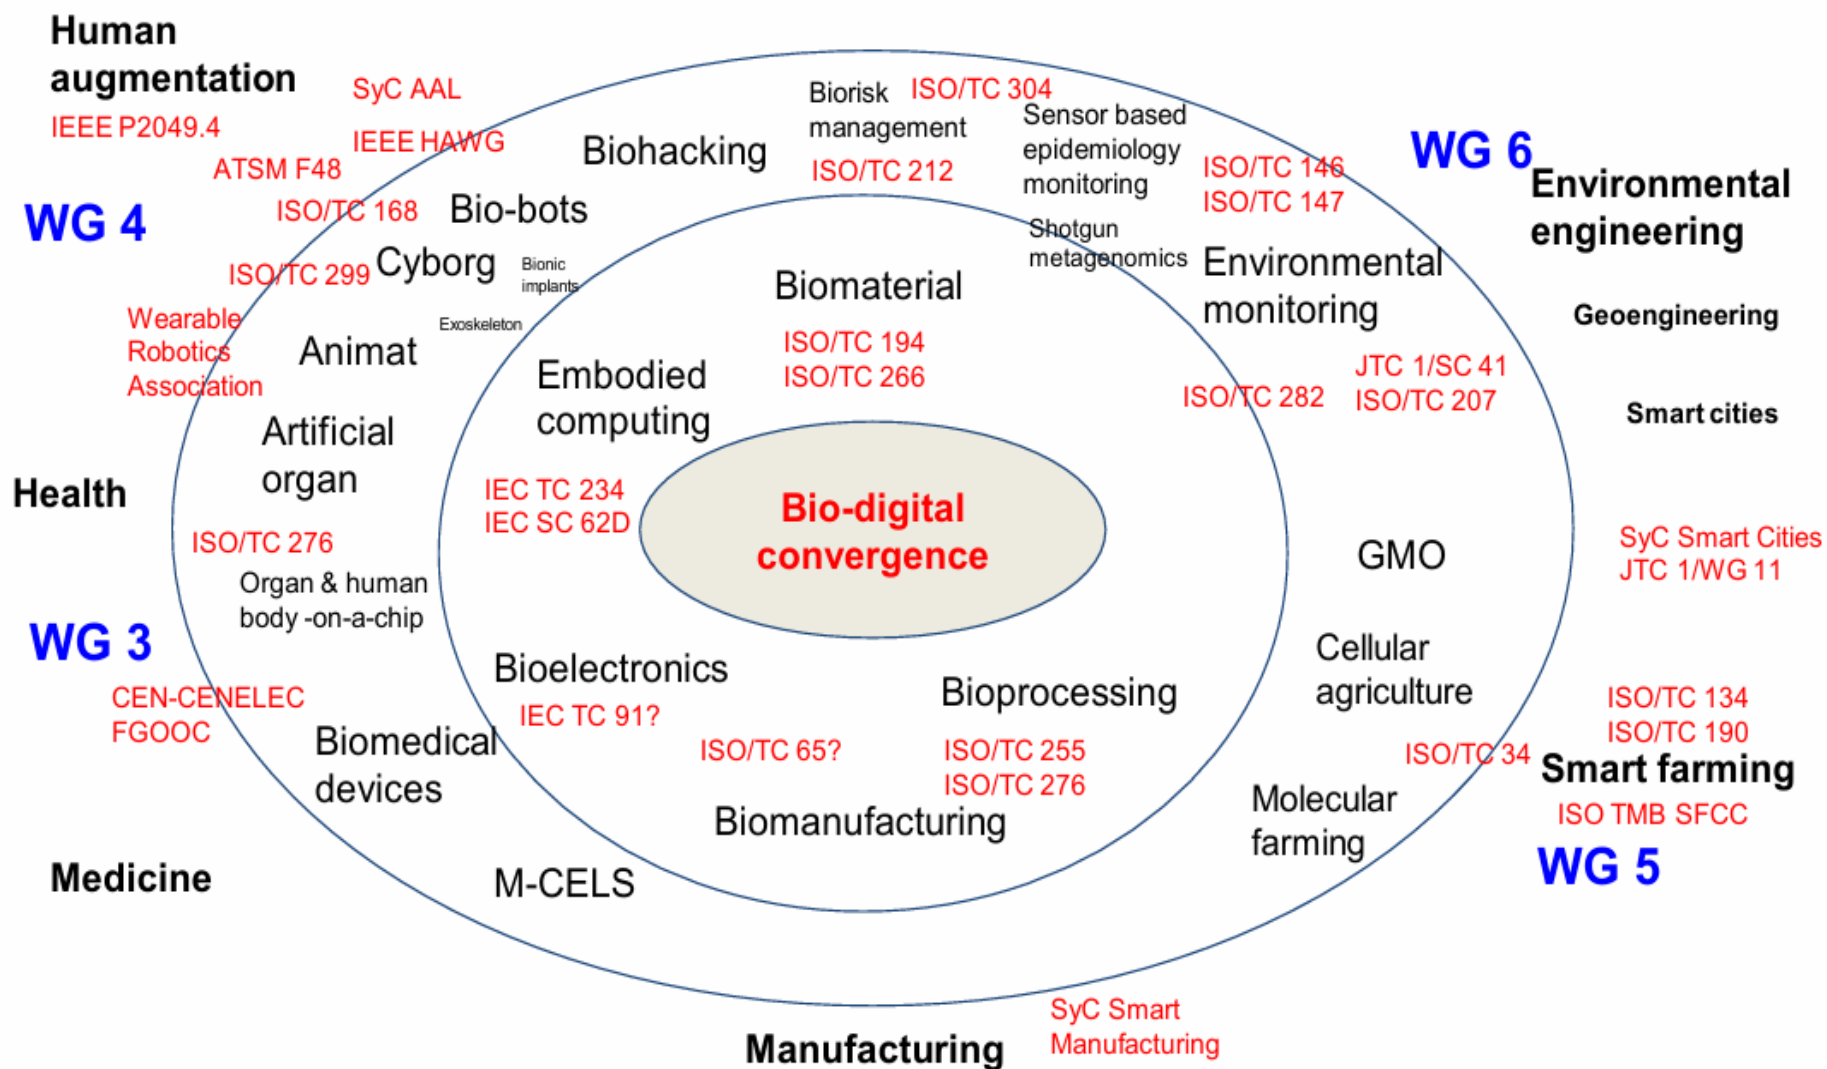 Human
augmentation
IEEE P2049.4
SyC AAL
IEEE HAWG
ATSM F48
ISO/TC 168
WG 4
ISO/TC 299
Wearable
Robotics
Association
Biohacking
Bio-bots
Cyborg
Bionic
implants
Exoskeleton
Animat
Artificial
organ
Biorisk
management
ISO/TC 304
ISO/TC 212
Sensor based
epidemiology
monitoring
Shotgun
metagenomics
ISO/TC 146
ISO/TC 147
WG 6
Environmental
engineering
Environmental
monitoring
Geoengineering
JTC 1/SC 41
ISO/TC 207
ISO/TC 282
Smart cities
Biomaterial
ISO/TC 194
ISO/TC 266
Embodied
computing
IEC TC 234
IEC SC 62D
Bio-digital
convergence
Health
ISO/TC 276
Organ & human
body -on-a-chip
WG 3
CEN-CENELEC
FGOOC
Biomedical
devices
Medicine
GMO
SyC Smart Cities
JTC 1/WG 11
Cellular
agriculture
Bioelectronics
IEC TC 91?
ISO/TC 65?
Bioprocessing
ISO/TC 255
ISO/TC 276
Biomanufacturing
M-CELS
ISO/TC 134
ISO/TC 190
ISO/TC 34
Smart farming
ISO TMB SFCC
WG 5
Molecular
farming
Manufacturing
SyC Smart
Manufacturing